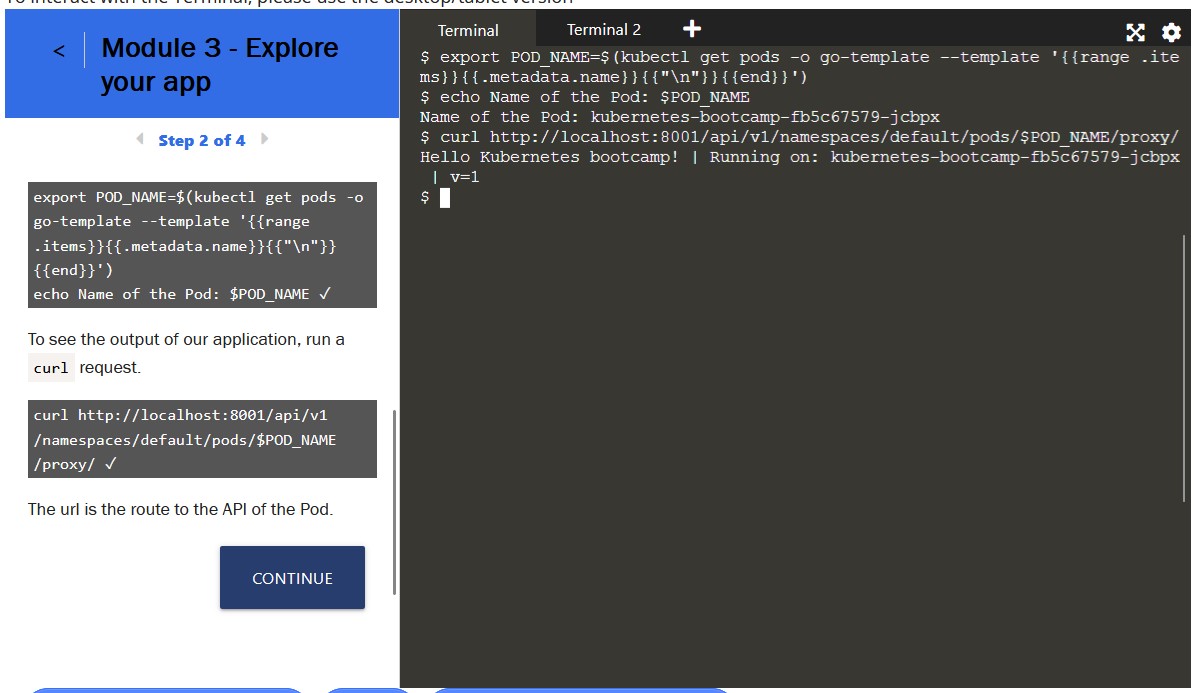 To interact with the Terminal, please use the desktop/tablet version
< Module 3 - Explore
your app
Step 2 of 4
export POD_NAME=$(kubectl get pods -o
go-template --template '{{range
.items}}{{.metadata.name}}{{"\n"}}
{{end}}')
echo Name of the Pod: $POD_NAME ✓
To see the output of our application, run a
curl request.
curl http://localhost:8001/api/v1
/namespaces/default/pods/$POD_NAME
/proxy/ ✓
The url is the route to the API of the Pod.
CONTINUE
Terminal Terminal 2 +
$ export POD_NAME=$(kubectl get pods -o go-template --template '{{range .ite
ms}}{{.metadata.name}}{{"\n"}}{{end}}')
$ echo Name of the Pod: $POD_NAME
Name of the Pod: kubernetes-bootcamp-fb5c67579-jcbpx
$ curl http://localhost:8001/api/v1/namespaces/default/pods/$POD_NAME/proxy/
Hello Kubernetes bootcamp! | Running on: kubernetes-bootcamp-fb5c67579-jcbpx
| v=1
$